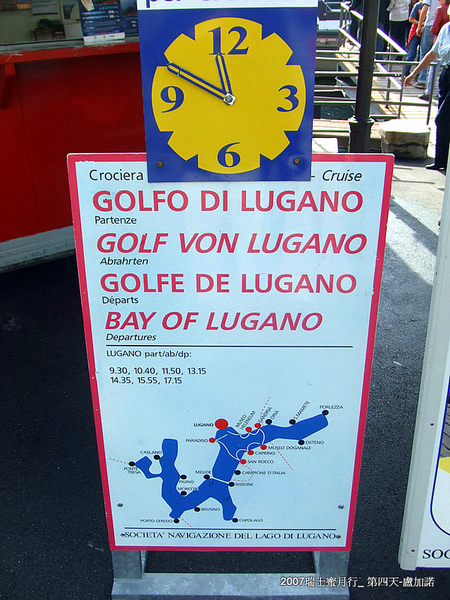 12
9
3
6
Crociera - Cruise
GOLFO DI LUGANO
Partenze
GOLF VON LUGANO
Abfahrten
GOLFE DE LUGANO
Départs
BAY OF LUGANO
Departures
LUGANO part/ab/dp:
9.30, 10.40, 11.50, 13.15
14.35, 15.55, 17.15
PORLEZZA
S.MAMETE
ORIA
GANDRIA
MUSEO
LUGANO
PARADISO
OSTENO
MUSEO DOGANALE
CAPRINO
CASLANO
SAN ROCCO
PONTE
TRESA
MELIDE
CAMPIONE D'ITALIA
BISSONE
MORCOTE
BRUSINO
PORTO CERESIO
CAPOLAGO
SOCIETA' NAVIGAZIONE DEL LAGO DI LUGANO
SOC
2007瑞士蜜月行_ 第四天-盧加諾